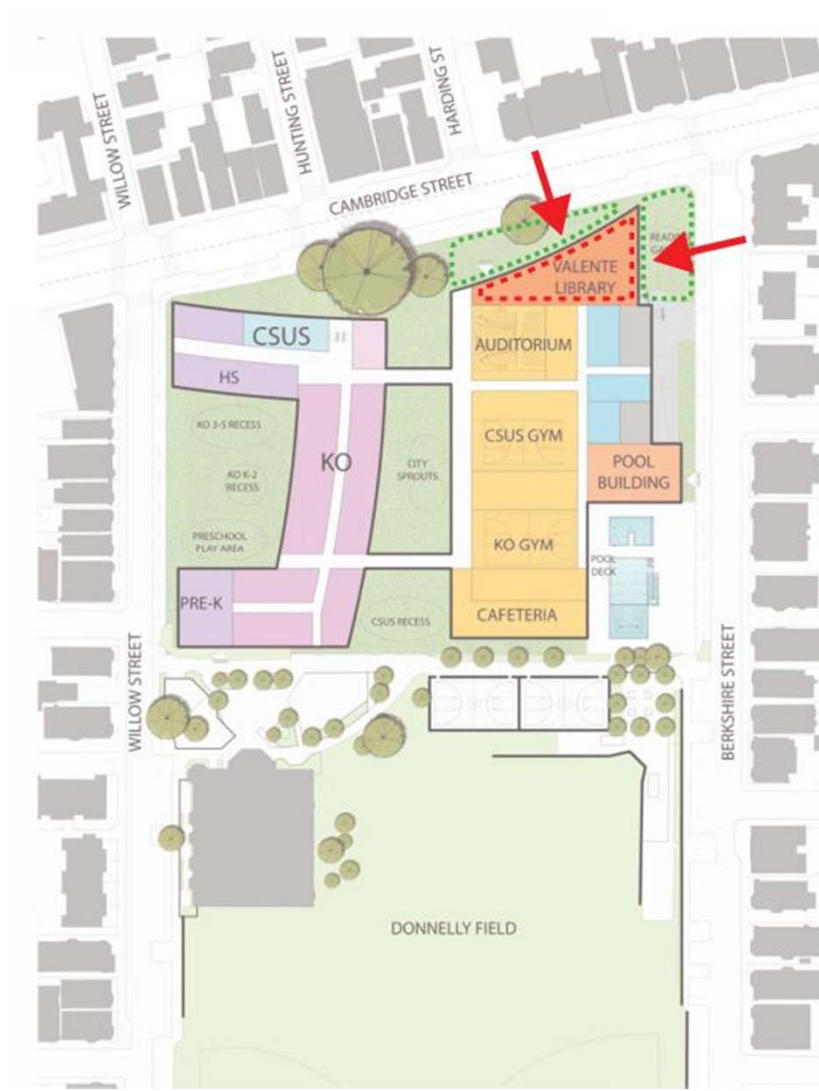 WILLOW STREET
HUNTING STREET
HARDING ST
CAMBRIDGE STREET
VALENTE
LIBRARY
CSUS
AUDITORIUM
HS
KO 3-5 RECESS
KO
CSUS GYM
CITY
SPROUTS
KO K-2
RECESS
POOL
BUILDING
PRESCHOOL
PLAY AREA
KO GYM
POOL
DECK
PRE-K
CSUS RECESS
CAFETERIA
WILLOW STREET
BERKSHIRE STREET
DONNELLY FIELD